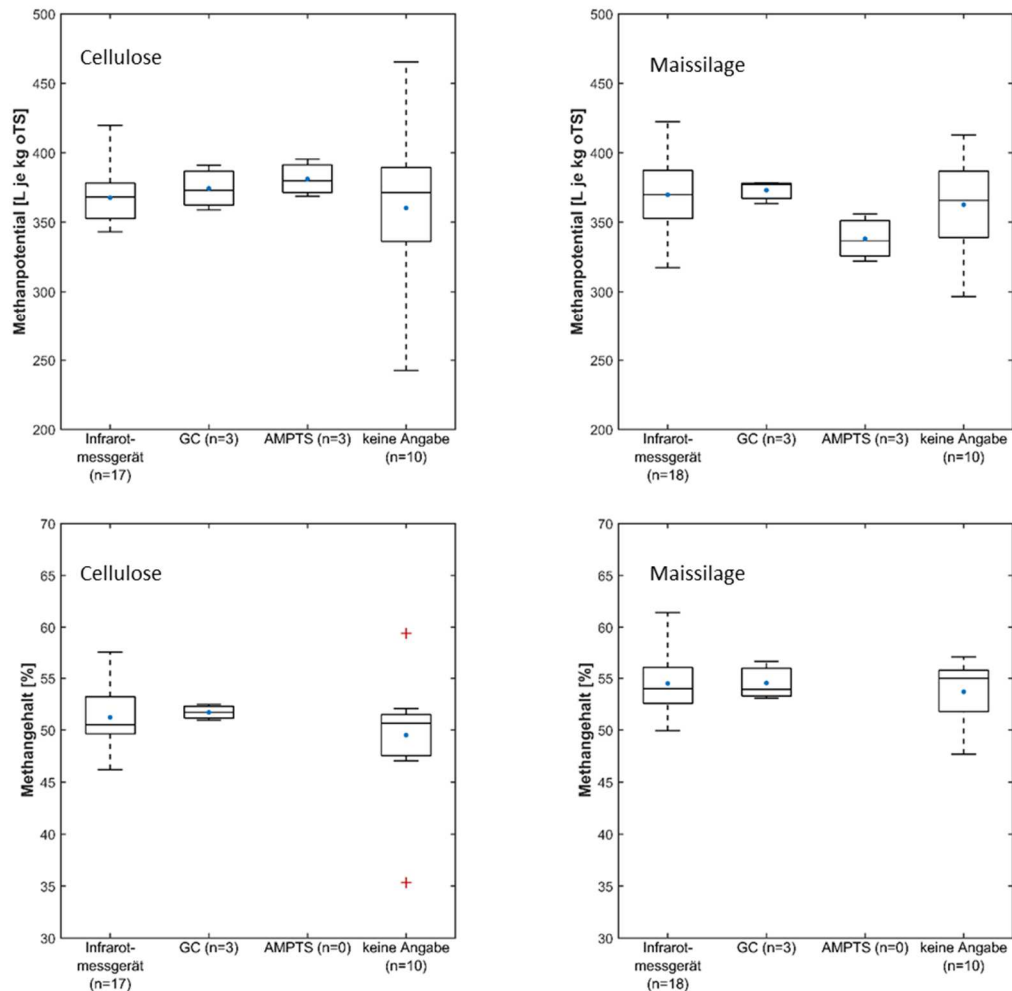 500
450
400
350
300
250
200
Methanpotential [L je kg oTS]
Cellulose
Infrarot-
messgerät
(n=17)
GC (n=3)
AMPTS (n=3)
keine Angabe
(n=10)
500
450
400
350
300
250
200
Methanpotential [L je kg oTS]
Maissilage
Infrarot-
messgerät
(n=18)
GC (n=3)
AMPTS (n=3)
keine Angabe
(n=10)
70
65
60
55
50
45
40
35
30
Methangehalt [%]
Cellulose
Infrarot-
messgerät
(n=17)
GC (n=3)
AMPTS (n=0)
keine Angabe
(n=10)
70
65
60
55
50
45
40
35
30
Methangehalt [%]
Maissilage
Infrarot-
messgerät
(n=18)
GC (n=3)
AMPTS (n=0)
keine Angabe
(n=10)